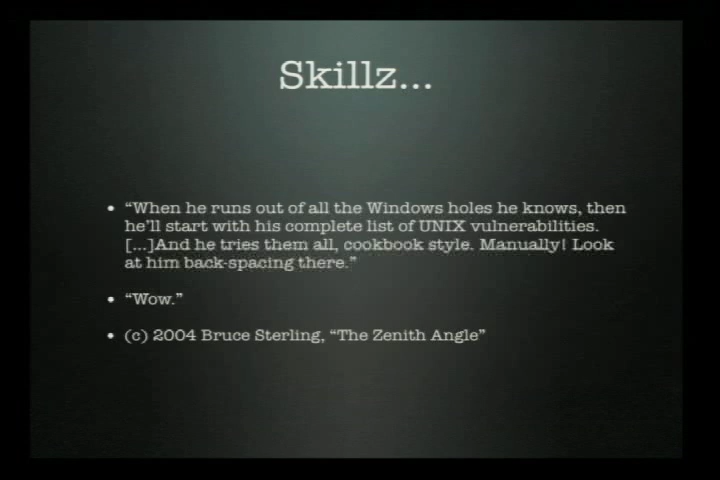 Skillz...
• “When he runs out of all the Windows holes he knows, then
he’ll start with his complete list of UNIX vulnerabilities.
[...]And he tries them all, cookbook style. Manually! Look
at him back-spacing there.”
• “Wow.”
• (c) 2004 Bruce Sterling, “The Zenith Angle”